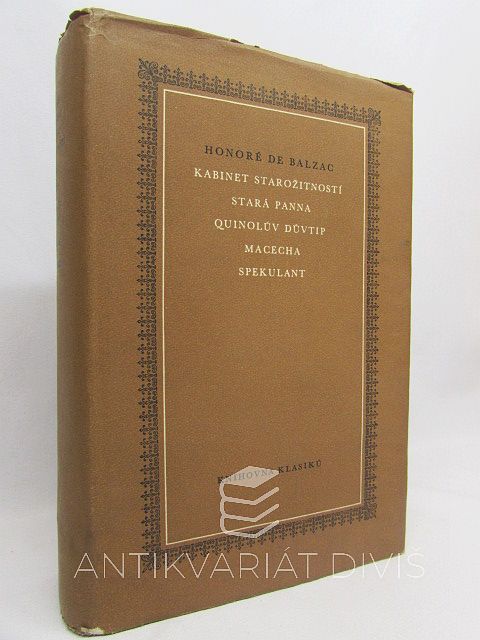 HONORÉ DE BALZAC
KABINET STAROŽITNOSTÍ
STARÁ PANNA
QUINOLŮV DŮVTIP
MACECHA
SPEKULANT
KNIHOVNA KLASIKŮ
ANTIKVARIÁT DIVIŠ